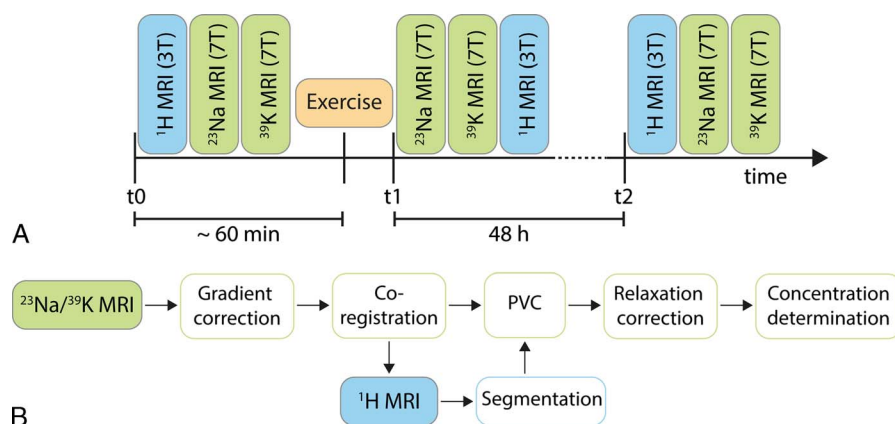 ¹H MRI (3T)
²³Na MRI (7T)
³⁹K MRI (7T)
Exercise
²³Na MRI (7T)
³⁹K MRI (7T)
¹H MRI (3T)
¹H MRI (3T)
²³Na MRI (7T)
³⁹K MRI (7T)
time
t0
t1
t2
~ 60 min
48 h
A
²³Na/³⁹K MRI
Gradient
correction
Co-
registration
PVC
Relaxation
correction
Concentration
determination
¹H MRI
Segmentation
B